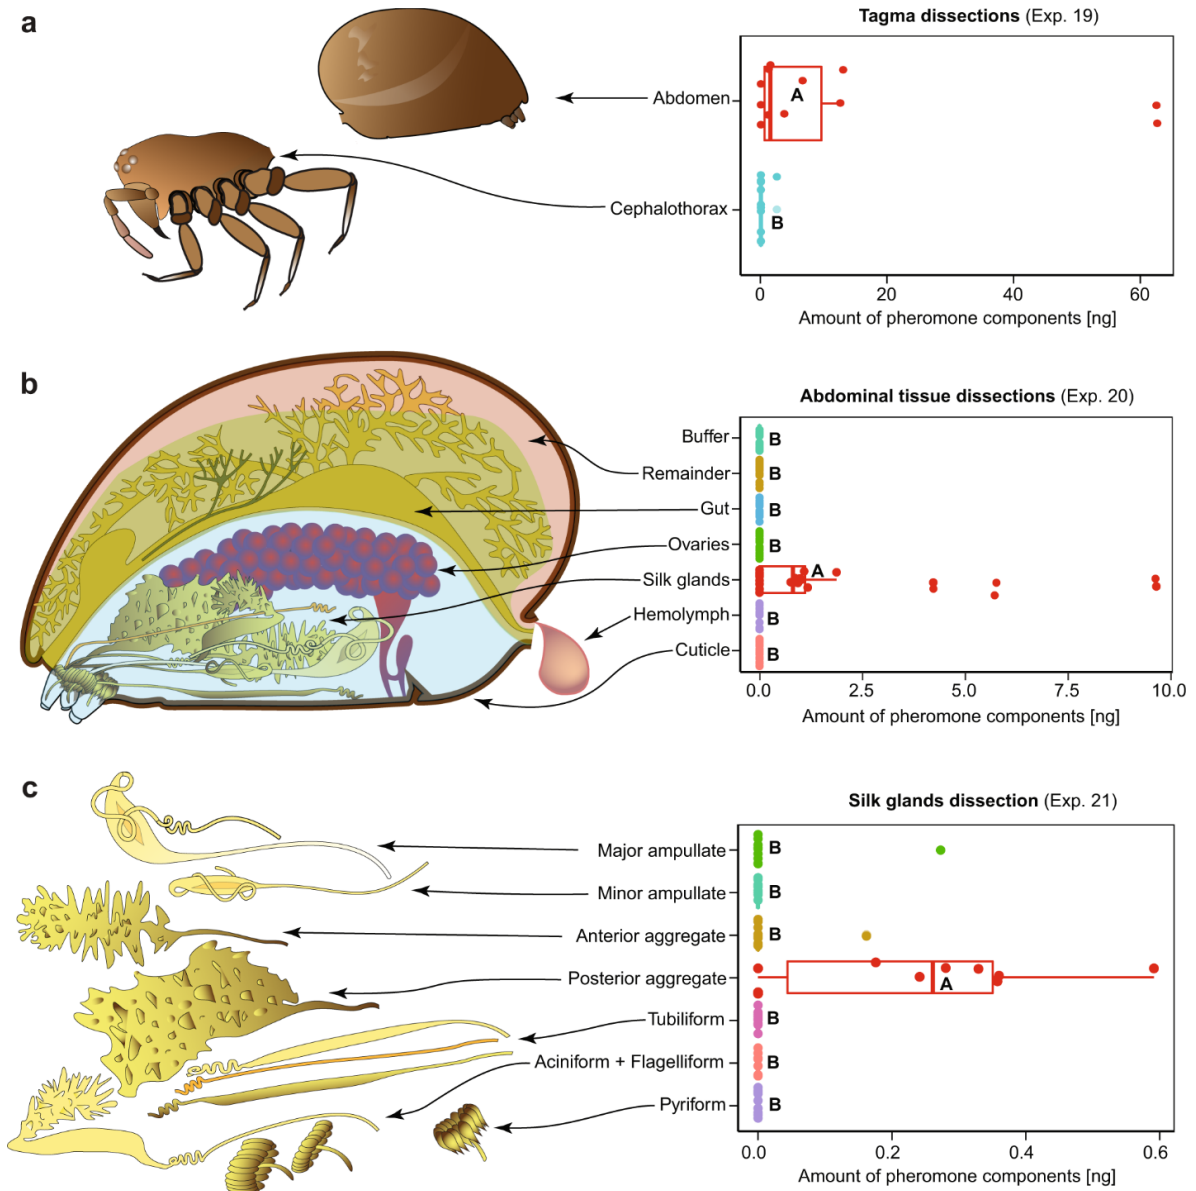 a
Tagma dissections (Exp. 19)
Abdomen
A
Cephalothorax
B
0 20 40 60
Amount of pheromone components [ng]
b
Abdominal tissue dissections (Exp. 20)
Buffer B
Remainder B
Gut B
Ovaries B
Silk glands A
Hemolymph B
Cuticle B
0.0 2.5 5.0 7.5 10.0
Amount of pheromone components [ng]
c
Silk glands dissection (Exp. 21)
Major ampullate B
Minor ampullate B
Anterior aggregate B
Posterior aggregate A
Tubiliform B
Aciniform + Flagelliform B
Pyriform B
0.0 0.2 0.4 0.6
Amount of pheromone components [ng]